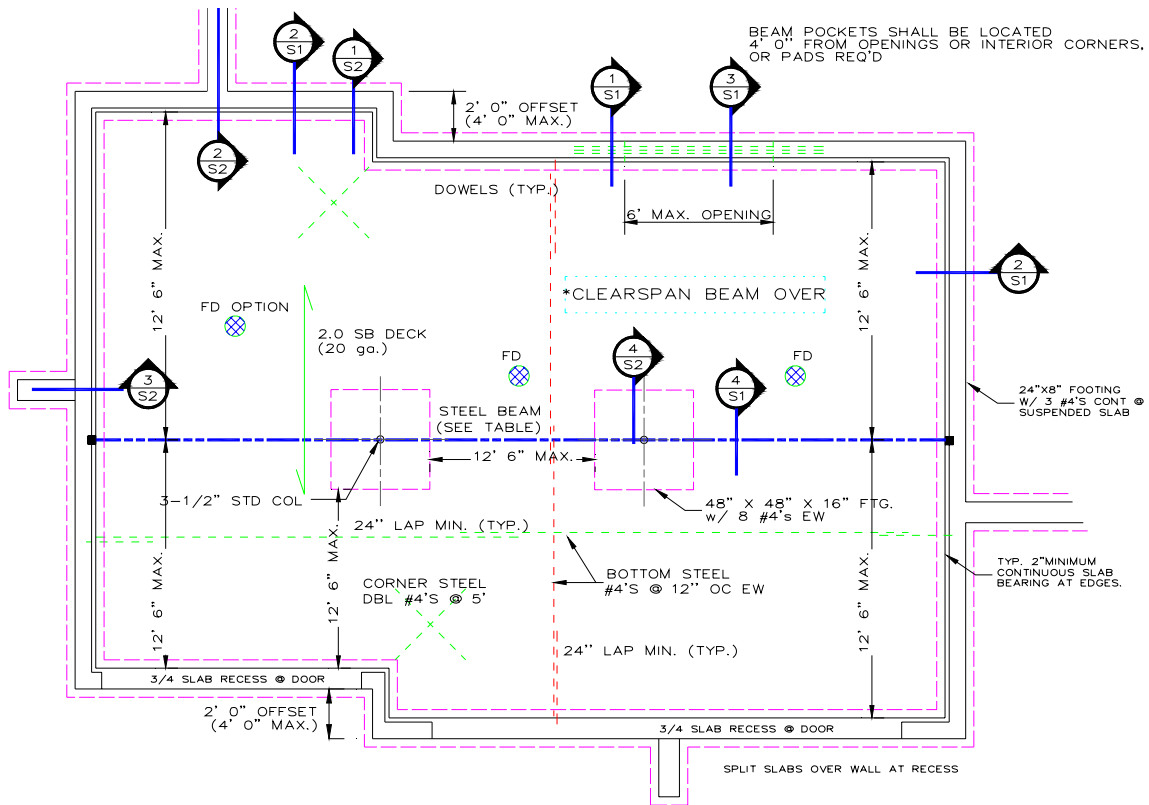 BEAM POCKETS SHALL BE LOCATED
4' 0" FROM OPENINGS OR INTERIOR CORNERS,
OR PADS REQ'D
2
S1
1
S2
1
S1
3
S1
2' 0" OFFSET
(4' 0" MAX.)
2
S2
DOWELS (TYP.)
6' MAX. OPENING
12' 6" MAX.
12' 6" MAX.
2
S1
*CLEARSPAN BEAM OVER
FD OPTION
2.0 SB DECK
(20 ga.)
FD
4
S2
FD
3
S2
4
S1
24"X8" FOOTING
W/ 3 #4'S CONT @
SUSPENDED SLAB
STEEL BEAM
(SEE TABLE)
12' 6" MAX.
3-1/2" STD COL
48" X 48" X 16" FTG.
w/ 8 #4's EW
24" LAP MIN. (TYP.)
12' 6" MAX.
12' 6" MAX.
12' 6" MAX.
TYP. 2"MINIMUM
CONTINUOUS SLAB
BEARING AT EDGES.
CORNER STEEL
DBL #4'S @ 5'
BOTTOM STEEL
#4'S @ 12" OC EW
24" LAP MIN. (TYP.)
3/4 SLAB RECESS @ DOOR
2' 0" OFFSET
(4' 0" MAX.)
3/4 SLAB RECESS @ DOOR
SPLIT SLABS OVER WALL AT RECESS